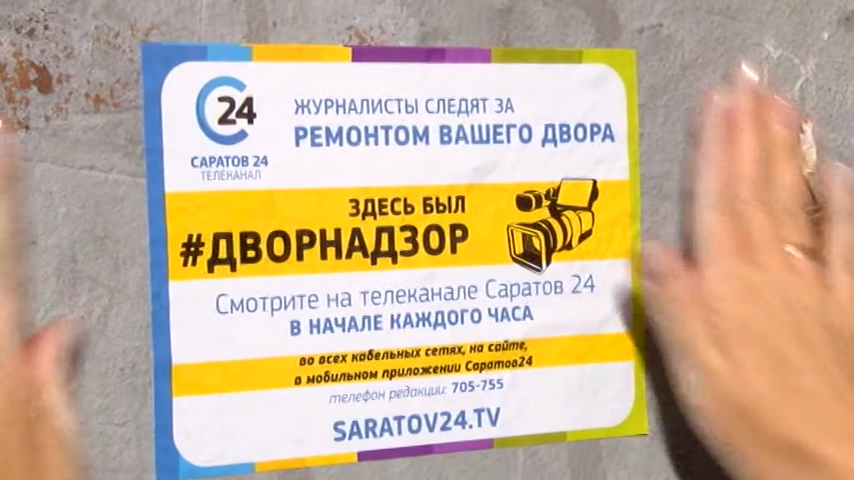 24
САРАТОВ 24
ТЕЛЕКАНАЛ
ЖУРНАЛИСТЫ СЛЕДЯТ ЗА
РЕМОНТОМ ВАШЕГО ДВОРА
ЗДЕСЬ БЫЛ
#ДВОРНАДЗОР
Смотрите на телеканале Саратов 24
В НАЧАЛЕ КАЖДОГО ЧАСА
во всех кабельных сетях, на сайте,
в мобильном приложении Саратов24
телефон редакции: 705-755
SARATOV24.TV